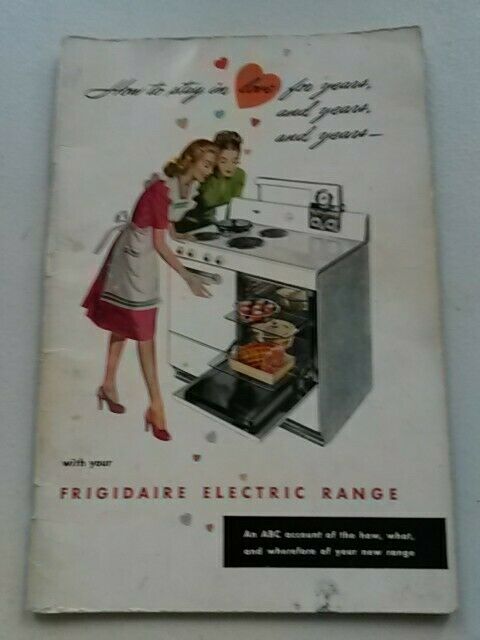 How to stay in love for years,
and years,
and years—
with your
FRIGIDAIRE ELECTRIC RANGE
An ABC account of the how, what,
and wherefore of your new range